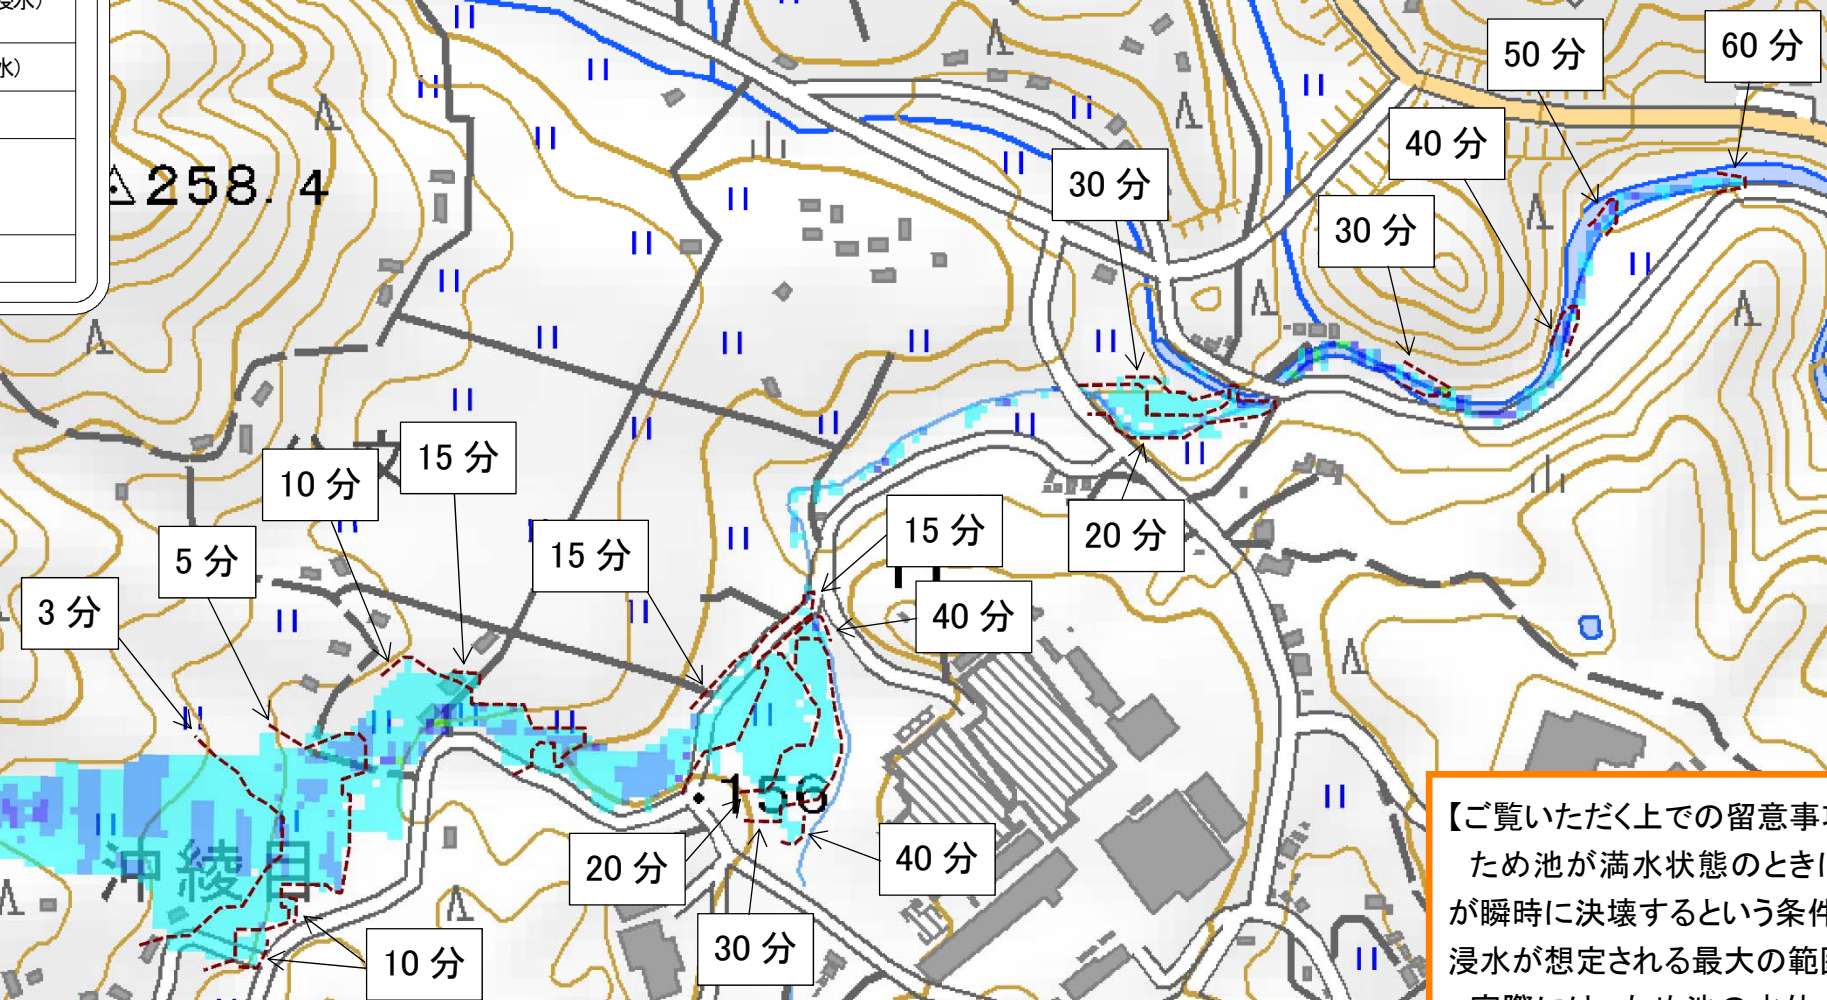 水）
258.4
50 分
60 分
40 分
30 分
30 分
15 分
10 分
15 分
15 分
5 分
20 分
3 分
40 分
156
沖綾目
20 分
40 分
30 分
10 分
【ご覧いただく上での留意事
ため池が満水状態のときに
が瞬時に決壊するという条件
浸水が想定される最大の範